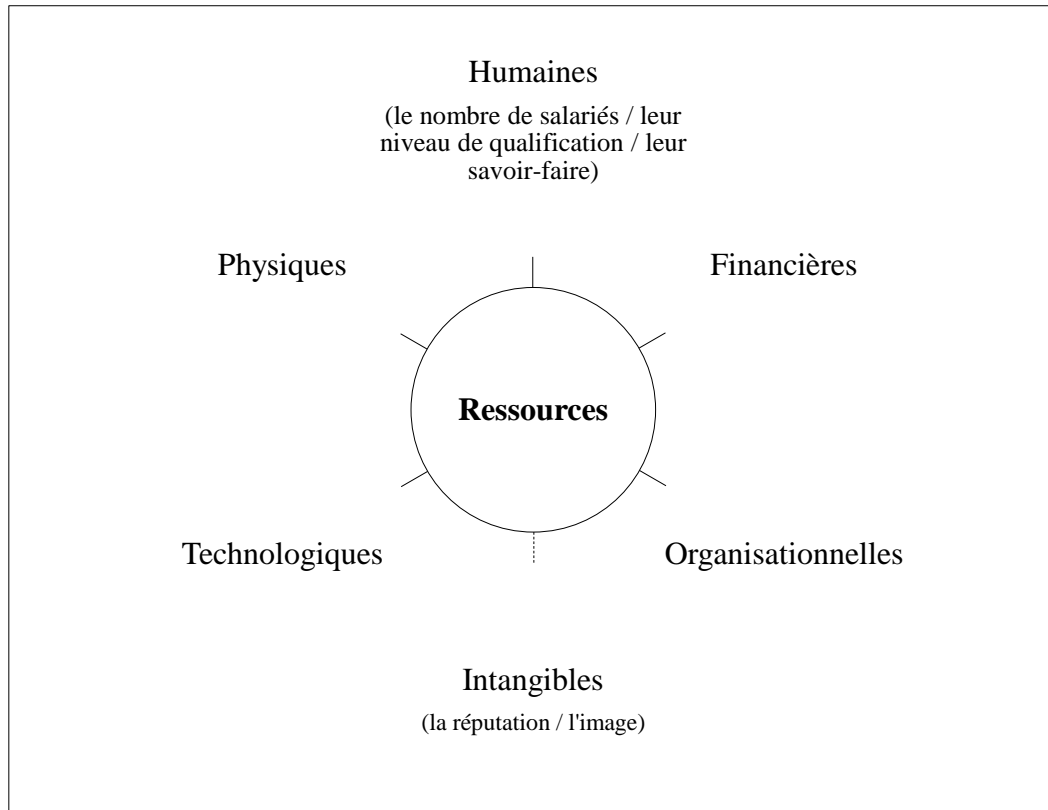 Humaines
(le nombre de salariés / leur
niveau de qualification / leur
savoir-faire)
Physiques
Financières
Ressources
Technologiques
Organisationnelles
Intangibles
(la réputation / l'image)